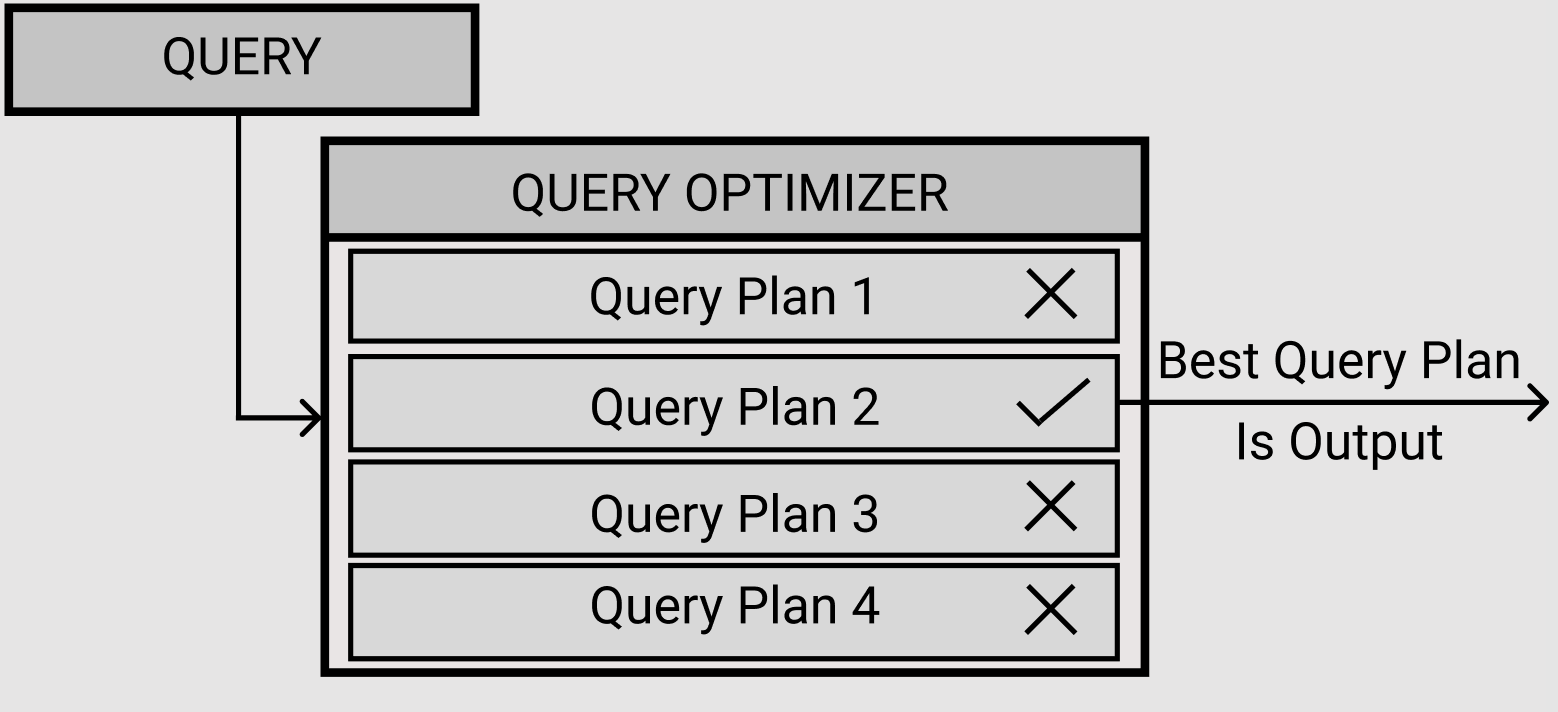 QUERY
QUERY OPTIMIZER
Query Plan 1
Query Plan 2
Query Plan 3
Query Plan 4
Best Query Plan
Is Output